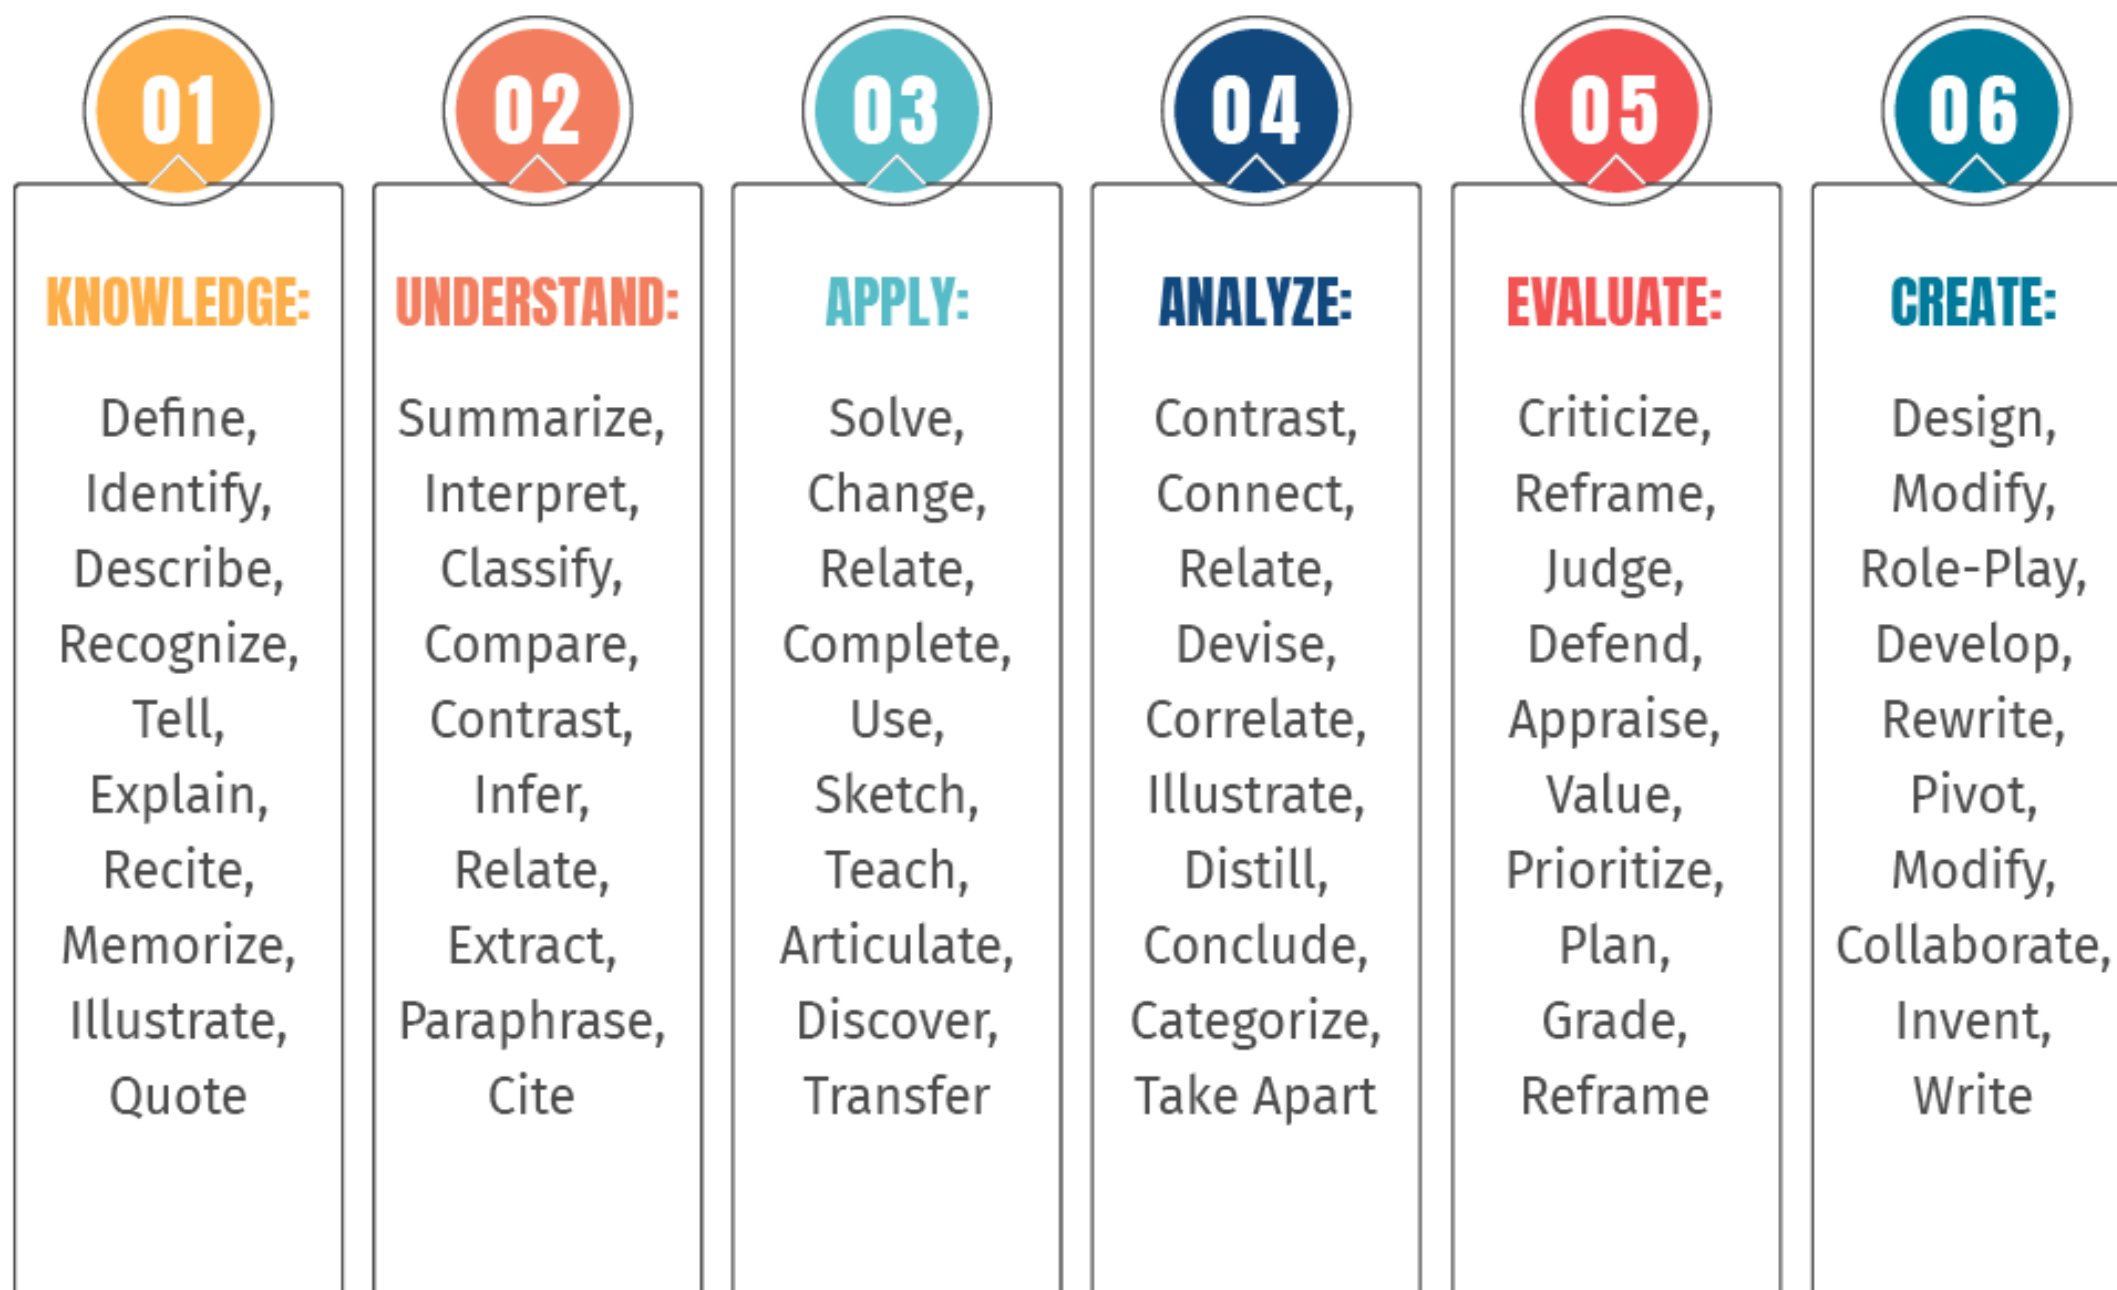 01
KNOWLEDGE:
Define,
Identify,
Describe,
Recognize,
Tell,
Explain,
Recite,
Memorize,
Illustrate,
Quote
02
UNDERSTAND:
Summarize,
Interpret,
Classify,
Compare,
Contrast,
Infer,
Relate,
Extract,
Paraphrase,
Cite
03
APPLY:
Solve,
Change,
Relate,
Complete,
Use,
Sketch,
Teach,
Articulate,
Discover,
Transfer
04
ANALYZE:
Contrast,
Connect,
Relate,
Devise,
Correlate,
Illustrate,
Distill,
Conclude,
Categorize,
Take Apart
05
EVALUATE:
Criticize,
Reframe,
Judge,
Defend,
Appraise,
Value,
Prioritize,
Plan,
Grade,
Reframe
06
CREATE:
Design,
Modify,
Role-Play,
Develop,
Rewrite,
Pivot,
Modify,
Collaborate,
Invent,
Write